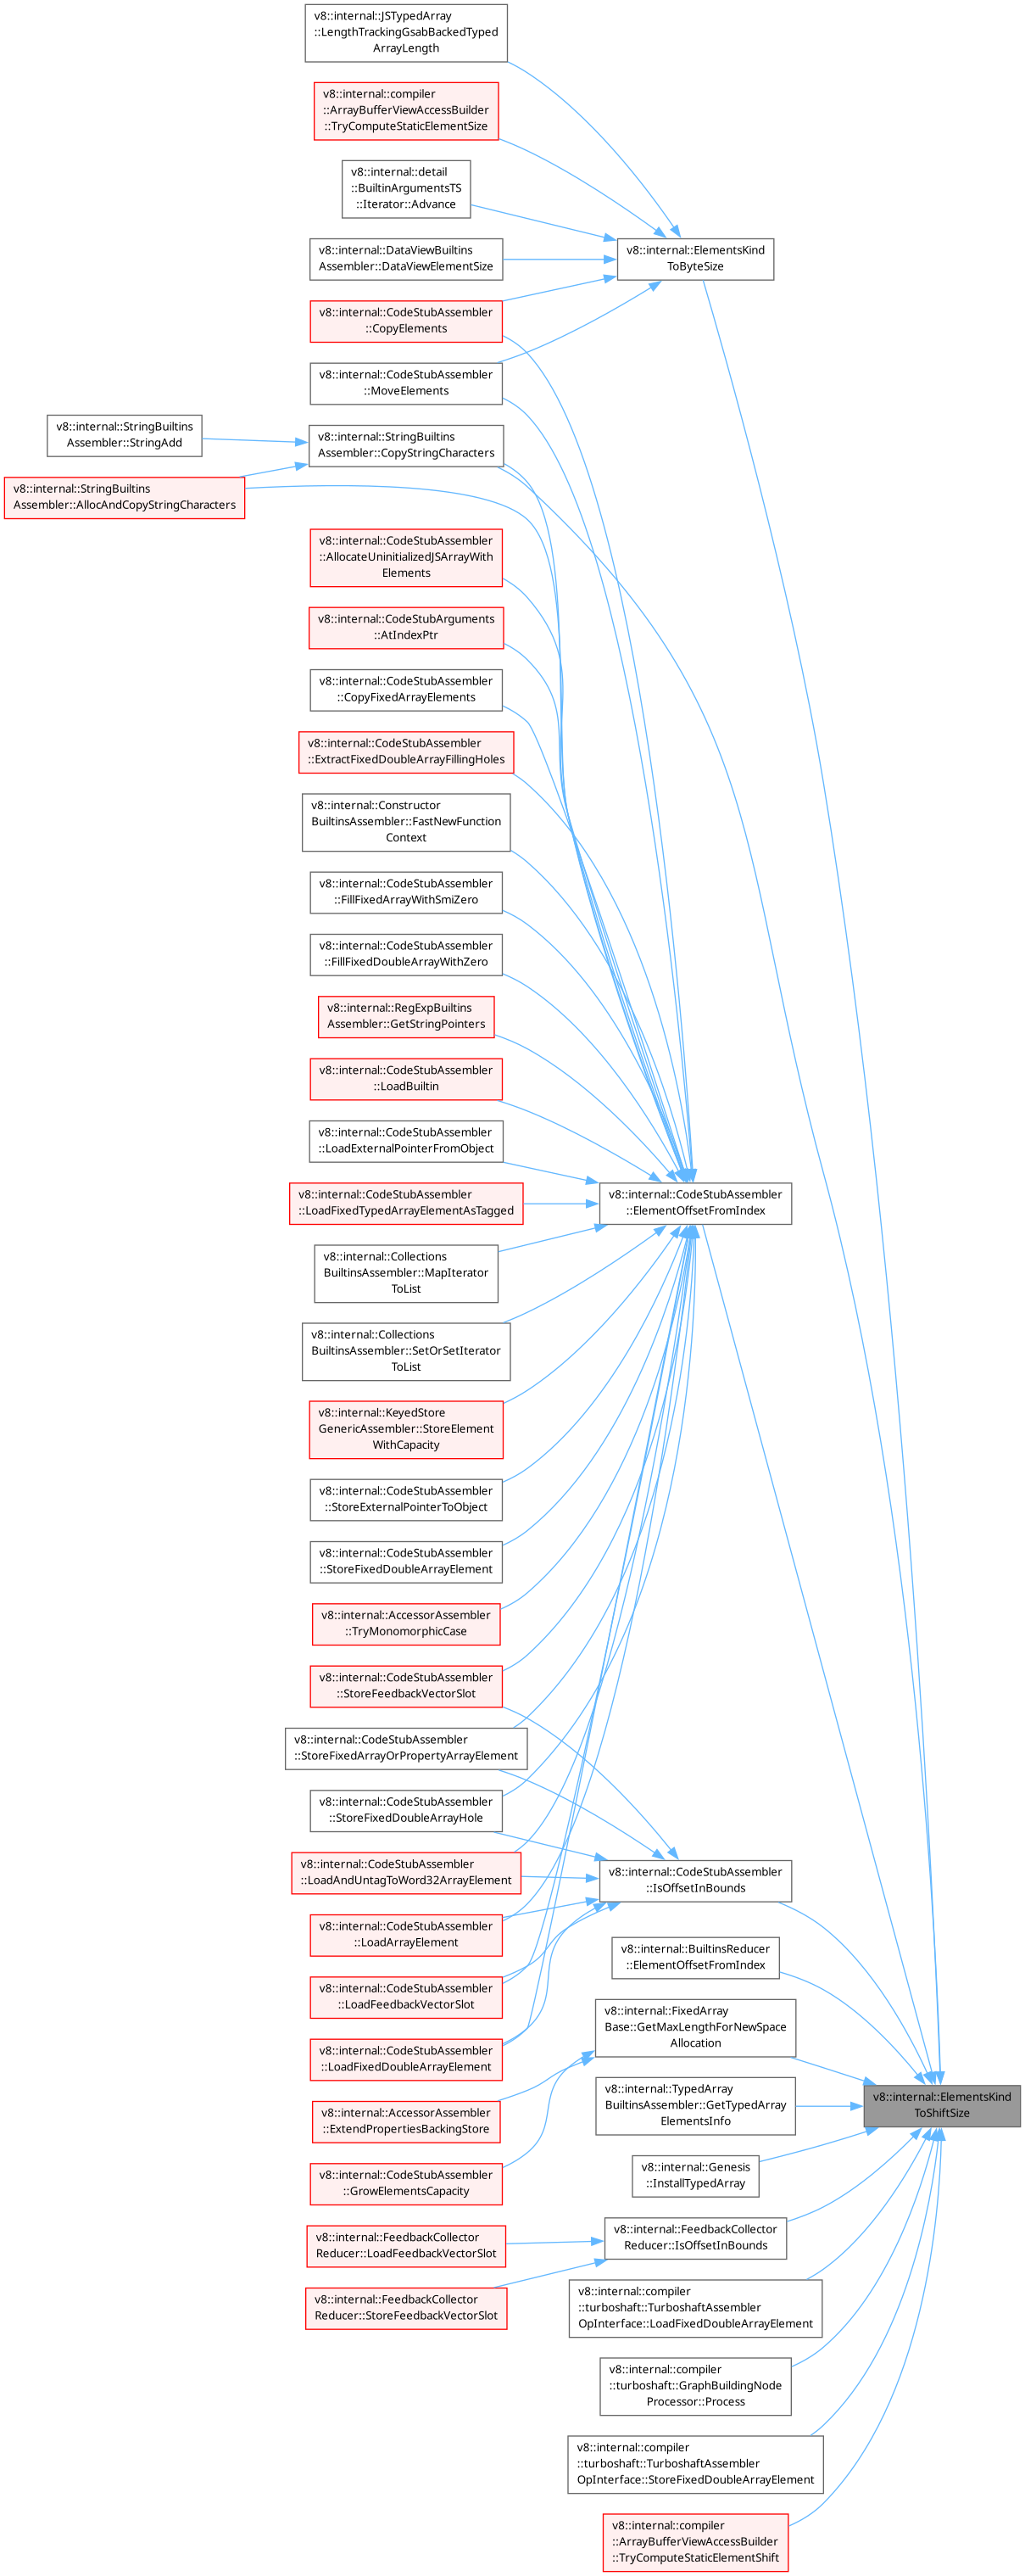 v8::internal::JSTypedArray
::LengthTrackingGsabBackedTyped
ArrayLength
v8::internal::compiler
::ArrayBufferViewAccessBuilder
::TryComputeStaticElementSize
v8::internal::detail
::BuiltinArgumentsTS
::Iterator::Advance
v8::internal::DataViewBuiltins
Assembler::DataViewElementSize
v8::internal::ElementsKind
ToByteSize
v8::internal::CodeStubAssembler
::CopyElements
v8::internal::CodeStubAssembler
::MoveElements
v8::internal::StringBuiltins
Assembler::StringAdd
v8::internal::StringBuiltins
Assembler::CopyStringCharacters
v8::internal::StringBuiltins
Assembler::AllocAndCopyStringCharacters
v8::internal::CodeStubAssembler
::AllocateUninitializedJSArrayWith
Elements
v8::internal::CodeStubArguments
::AtIndexPtr
v8::internal::CodeStubAssembler
::CopyFixedArrayElements
v8::internal::CodeStubAssembler
::ExtractFixedDoubleArrayFillingHoles
v8::internal::Constructor
BuiltinsAssembler::FastNewFunction
Context
v8::internal::CodeStubAssembler
::FillFixedArrayWithSmiZero
v8::internal::CodeStubAssembler
::FillFixedDoubleArrayWithZero
v8::internal::RegExpBuiltins
Assembler::GetStringPointers
v8::internal::CodeStubAssembler
::LoadBuiltin
v8::internal::CodeStubAssembler
::LoadExternalPointerFromObject
v8::internal::CodeStubAssembler
::LoadFixedTypedArrayElementAsTagged
v8::internal::CodeStubAssembler
::ElementOffsetFromIndex
v8::internal::Collections
BuiltinsAssembler::MapIterator
ToList
v8::internal::Collections
BuiltinsAssembler::SetOrSetIterator
ToList
v8::internal::KeyedStore
GenericAssembler::StoreElement
WithCapacity
v8::internal::CodeStubAssembler
::StoreExternalPointerToObject
v8::internal::CodeStubAssembler
::StoreFixedDoubleArrayElement
v8::internal::AccessorAssembler
::TryMonomorphicCase
v8::internal::CodeStubAssembler
::StoreFeedbackVectorSlot
v8::internal::CodeStubAssembler
::StoreFixedArrayOrPropertyArrayElement
v8::internal::CodeStubAssembler
::StoreFixedDoubleArrayHole
v8::internal::CodeStubAssembler
::LoadAndUntagToWord32ArrayElement
v8::internal::CodeStubAssembler
::IsOffsetInBounds
v8::internal::CodeStubAssembler
::LoadArrayElement
v8::internal::BuiltinsReducer
::ElementOffsetFromIndex
v8::internal::CodeStubAssembler
::LoadFeedbackVectorSlot
v8::internal::FixedArray
Base::GetMaxLengthForNewSpace
Allocation
v8::internal::CodeStubAssembler
::LoadFixedDoubleArrayElement
v8::internal::TypedArray
BuiltinsAssembler::GetTypedArray
ElementsInfo
v8::internal::ElementsKind
ToShiftSize
v8::internal::AccessorAssembler
::ExtendPropertiesBackingStore
v8::internal::Genesis
::InstallTypedArray
v8::internal::CodeStubAssembler
::GrowElementsCapacity
v8::internal::FeedbackCollector
Reducer::IsOffsetInBounds
v8::internal::FeedbackCollector
Reducer::LoadFeedbackVectorSlot
v8::internal::FeedbackCollector
Reducer::StoreFeedbackVectorSlot
v8::internal::compiler
::turboshaft::TurboshaftAssembler
OpInterface::LoadFixedDoubleArrayElement
v8::internal::compiler
::turboshaft::GraphBuildingNode
Processor::Process
v8::internal::compiler
::turboshaft::TurboshaftAssembler
OpInterface::StoreFixedDoubleArrayElement
v8::internal::compiler
::ArrayBufferViewAccessBuilder
::TryComputeStaticElementShift